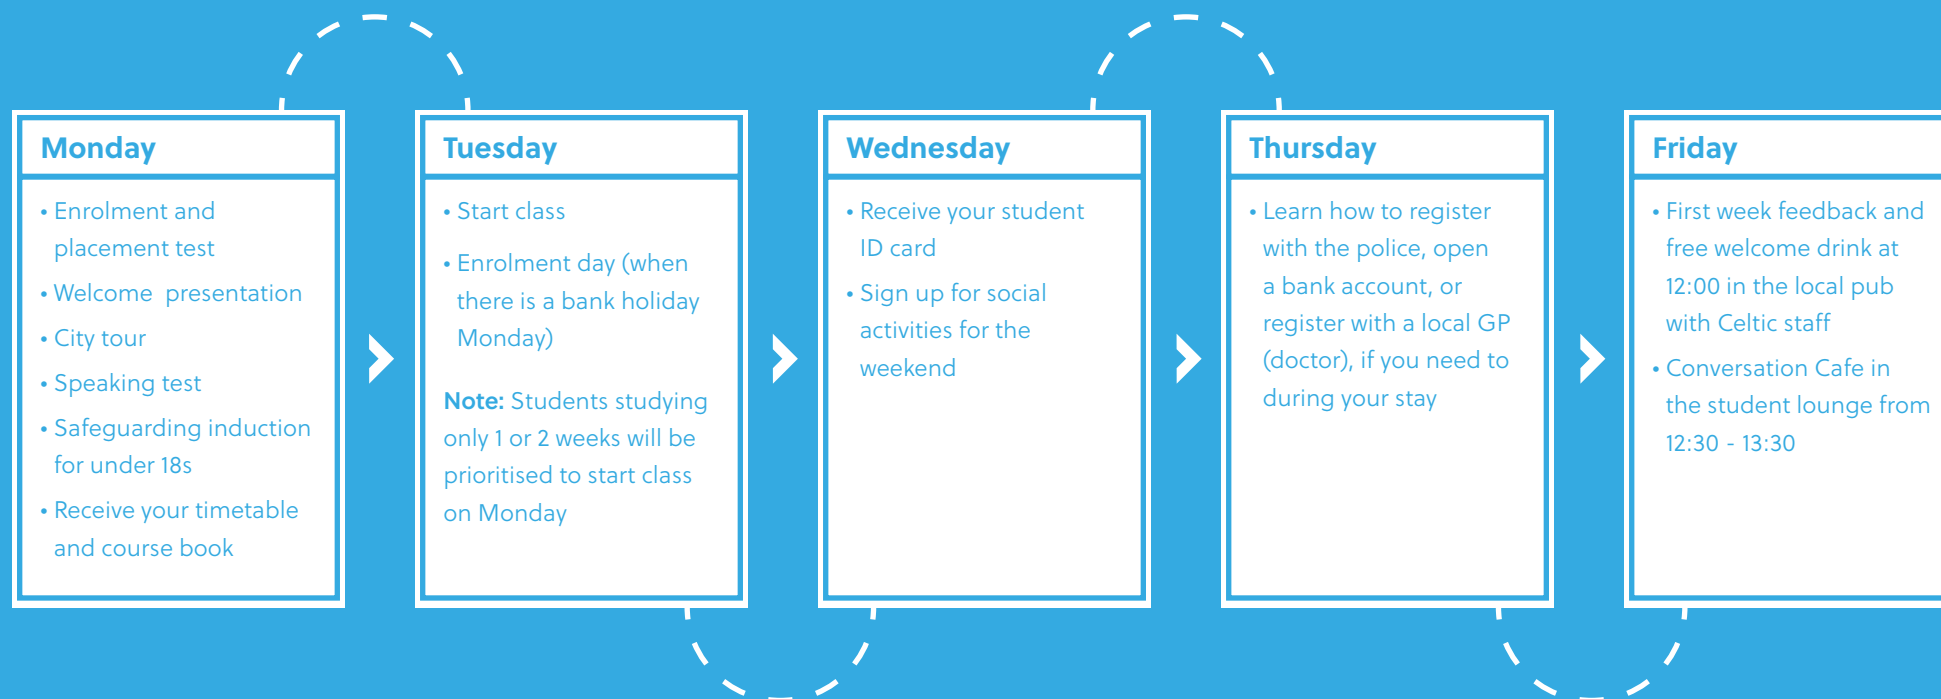 Monday
• Enrolment and
placement test
• Welcome presentation
• City tour
• Speaking test
• Safeguarding induction
for under 18s
• Receive your timetable
and course book
Tuesday
• Start class
• Enrolment day (when
there is a bank holiday
Monday)
Note: Students studying
only 1 or 2 weeks will be
prioritised to start class
on Monday
Wednesday
• Receive your student
ID card
• Sign up for social
activities for the
weekend
Thursday
• Learn how to register
with the police, open
a bank account, or
register with a local GP
(doctor), if you need to
during your stay
Friday
• First week feedback and
free welcome drink at
12:00 in the local pub
with Celtic staff
• Conversation Cafe in
the student lounge from
12:30 - 13:30